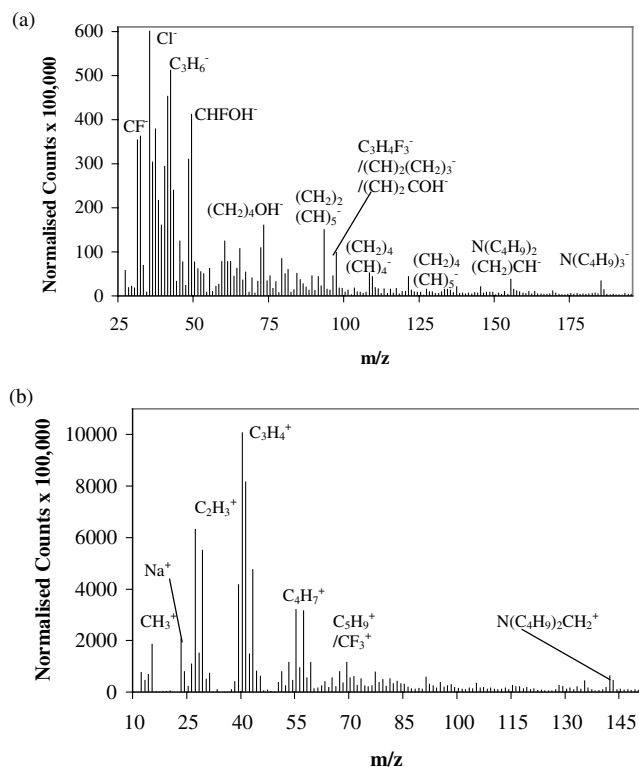 (a)
Normalised Counts x 100,000
600
500
400
300
200
100
0
Cl⁻
C₃H₆⁻
CF⁻
CHFOH⁻
C₃H₄F₃⁻
/(CH)₂(CH₂)₃⁻
/(CH)₂ COH⁻
(CH₂)₄OH⁻
(CH₂)₂
(CH)₅⁻
(CH₂)₄
(CH)₄⁻
(CH₂)₄
(CH)₅⁻
N(C₄H₉)₂
(CH₂)CH⁻
N(C₄H₉)₃⁻
25 50 75 100 125 150 175
m/z
(b)
Normalised Counts x 100,000
10000
8000
6000
4000
2000
0
C₃H₄⁺
C₂H₃⁺
Na⁺
CH₃⁺
C₄H₇⁺
C₅H₉⁺
/CF₃⁺
N(C₄H₉)₂CH₂⁺
10 25 40 55 70 85 100 115 130 145
m/z